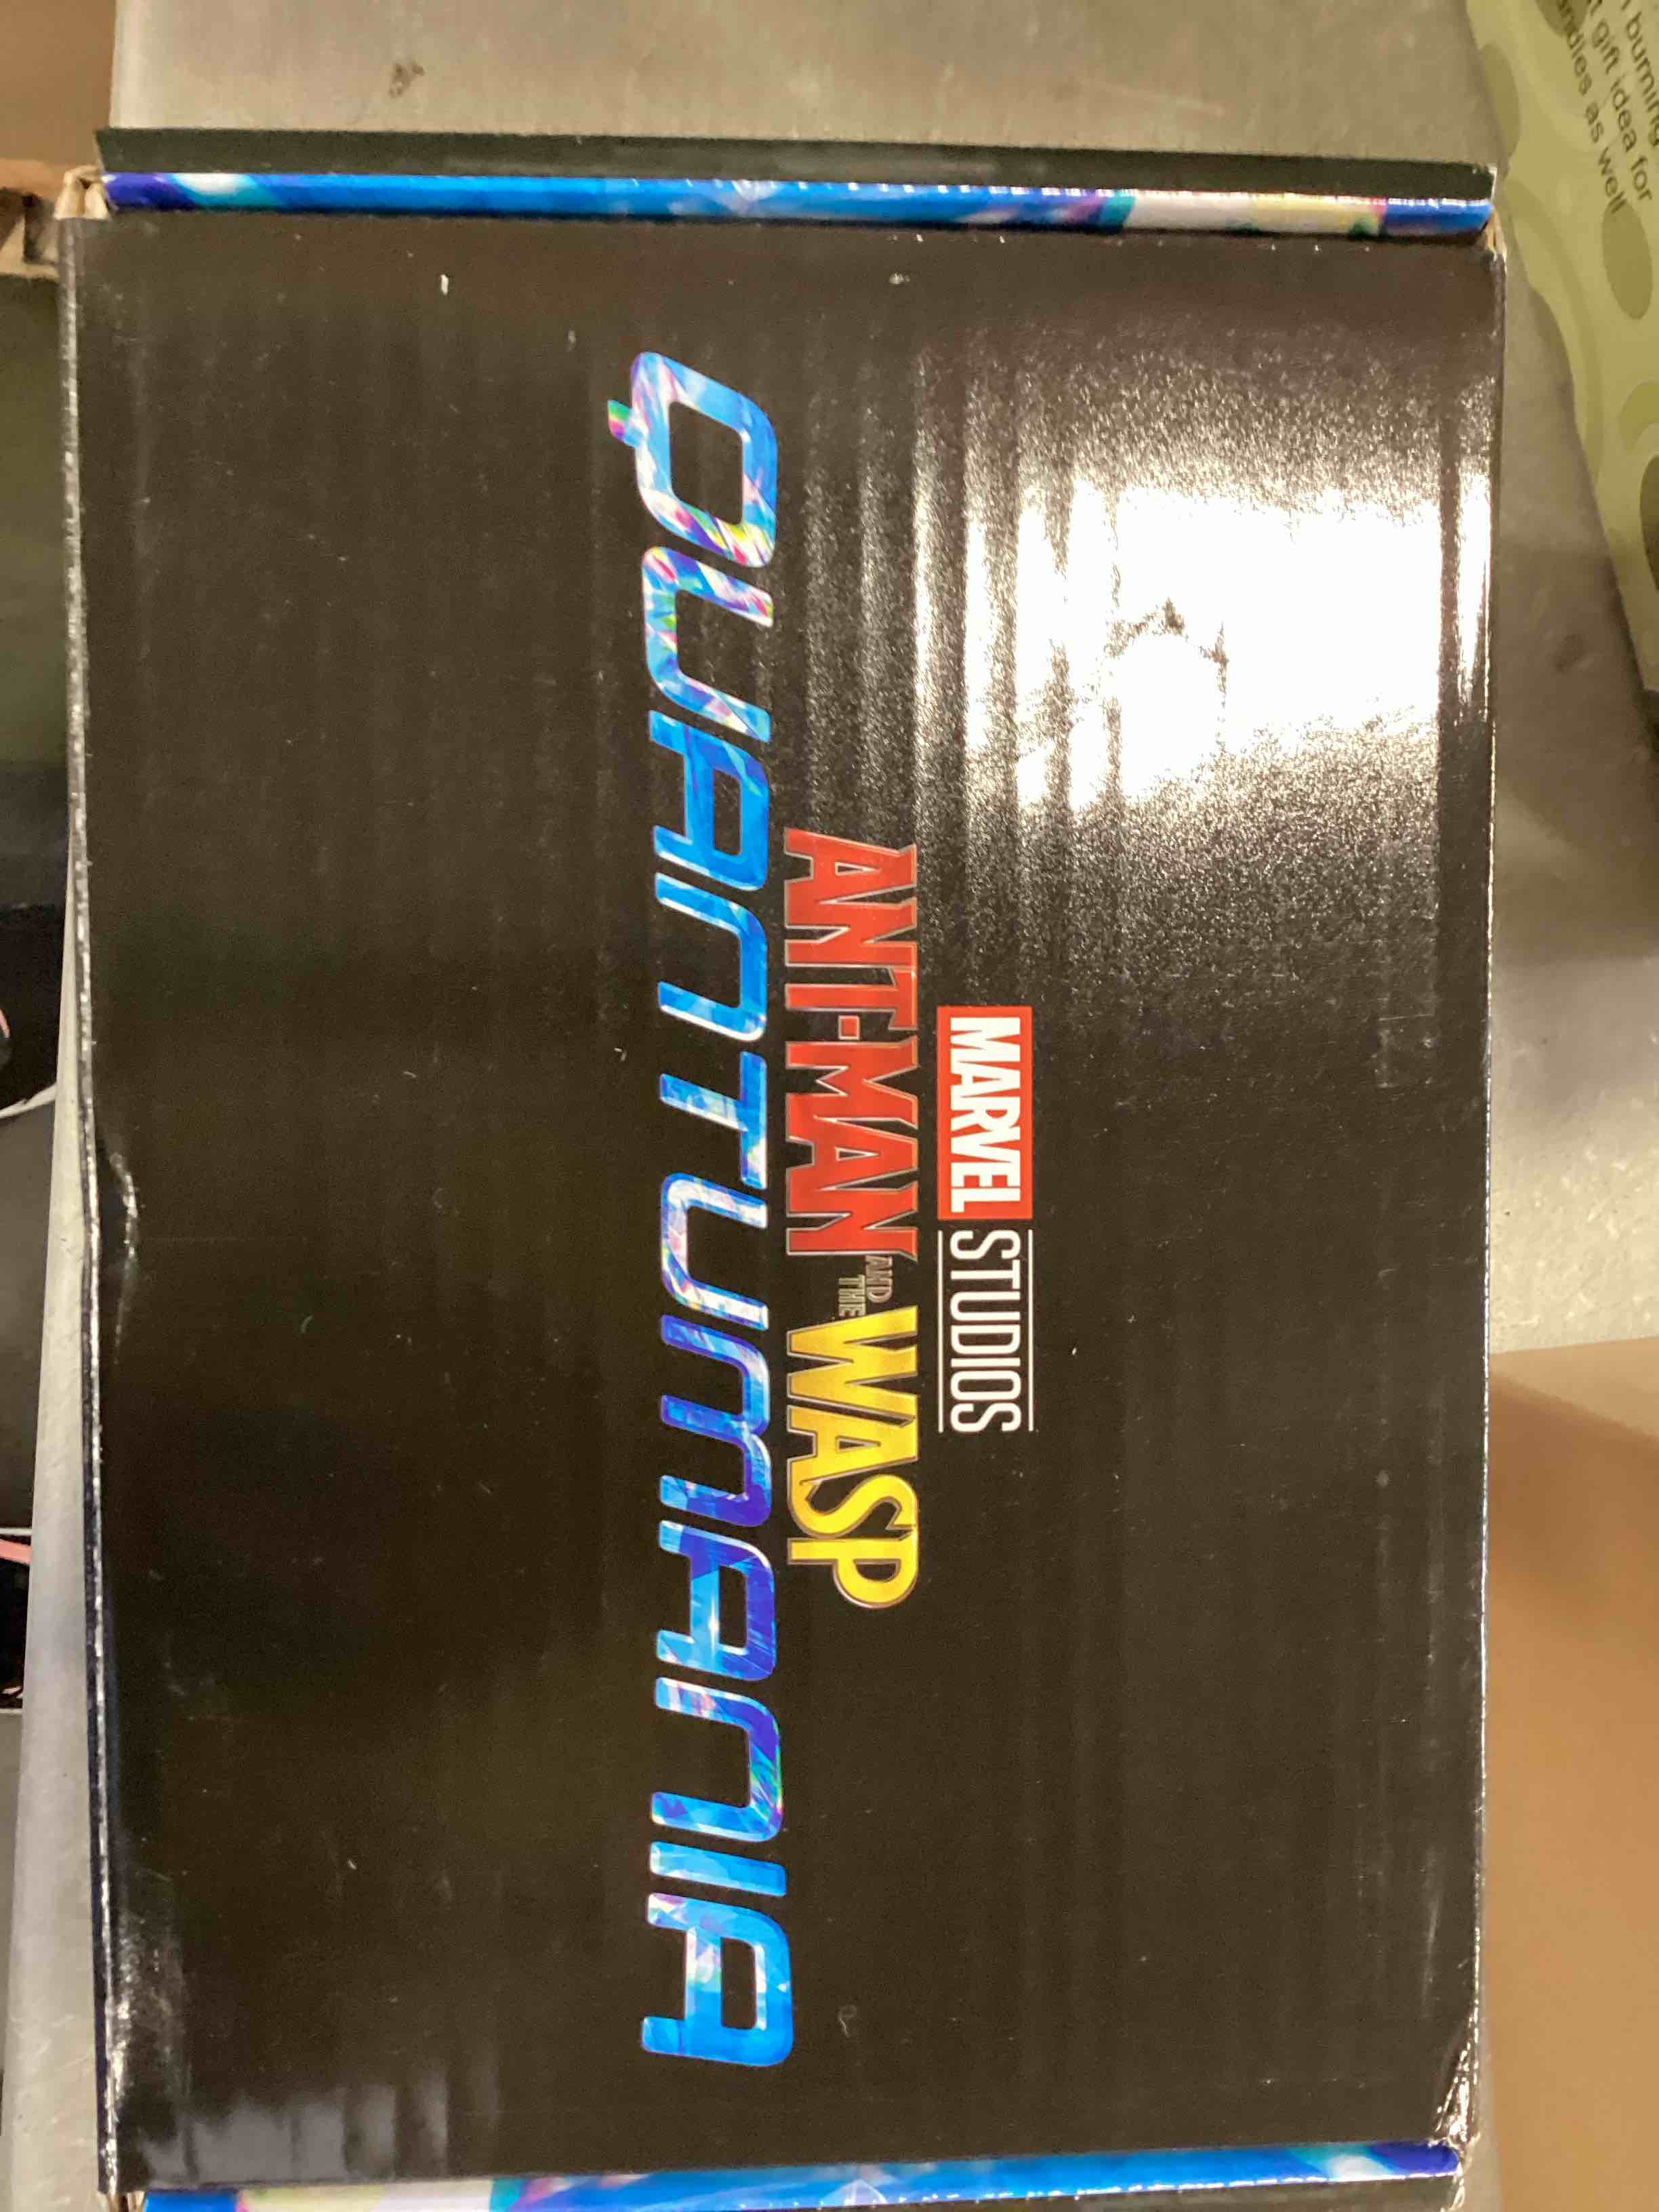 MARVEL STUDIOS
ANT-MAN AND THE WASP
QUANTUMANIA
burning
gift idea for
as well